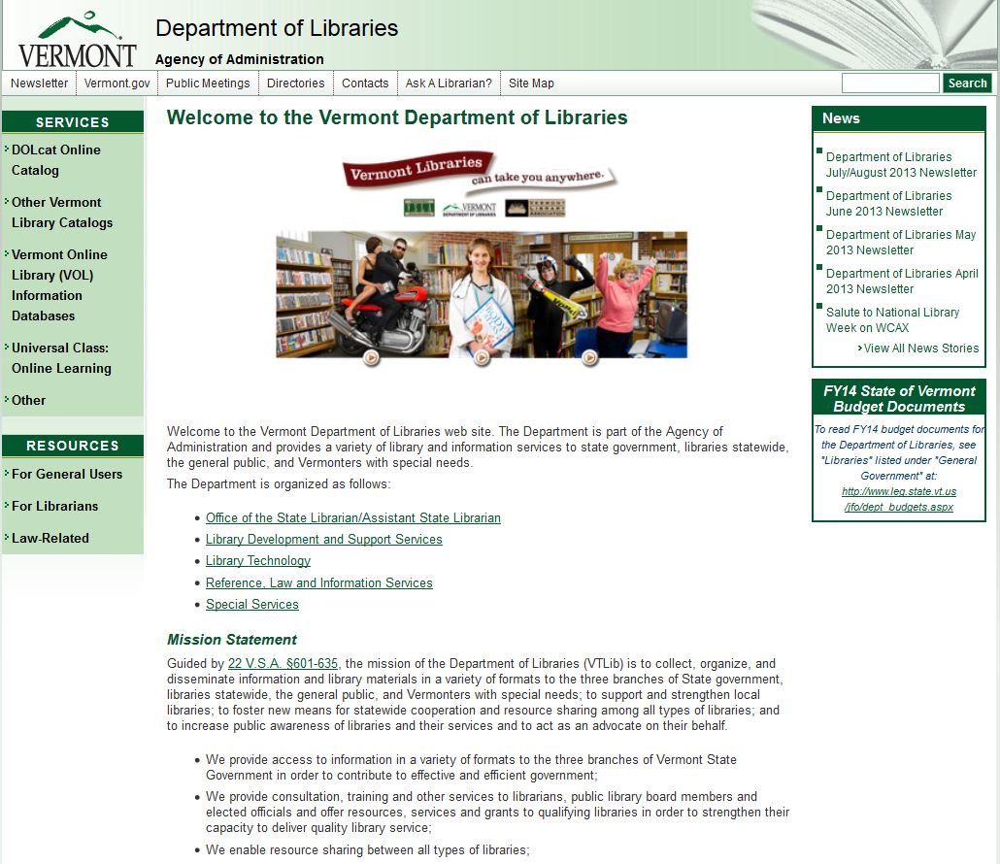 VERMONT
Department of Libraries
Agency of Administration
Newsletter
Vermont.gov
Public Meetings
Directories
Contacts
Ask A Librarian?
Site Map
Search
SERVICES
DOLcat Online
Catalog
Other Vermont
Library Catalogs
Vermont Online
Library (VOL)
Information
Databases
Universal Class:
Online Learning
Other
RESOURCES
For General Users
For Librarians
Law-Related
Welcome to the Vermont Department of Libraries
Vermont Libraries
can take you anywhere.
VERMONT
Welcome to the Vermont Department of Libraries web site. The Department is part of the Agency of
Administration and provides a variety of library and information services to state government, libraries statewide,
the general public, and Vermonters with special needs.
The Department is organized as follows:
Office of the State Librarian/Assistant State Librarian
Library Development and Support Services
Library Technology
Reference, Law and Information Services
Special Services
Mission Statement
Guided by 22 V.S.A. §601-635, the mission of the Department of Libraries (VTLib) is to collect, organize, and
disseminate information and library materials in a variety of formats to the three branches of State government,
libraries statewide, the general public, and Vermonters with special needs; to support and strengthen local
libraries; to foster new means for statewide cooperation and resource sharing among all types of libraries; and
to increase public awareness of libraries and their services and to act as an advocate on their behalf.
We provide access to information in a variety of formats to the three branches of Vermont State
Government in order to contribute to effective and efficient government;
We provide consultation, training and other services to librarians, public library board members and
elected officials and offer resources, services and grants to qualifying libraries in order to strengthen their
capacity to deliver quality library service;
We enable resource sharing between all types of libraries;
News
Department of Libraries
July/August 2013 Newsletter
Department of Libraries
June 2013 Newsletter
Department of Libraries May
2013 Newsletter
Department of Libraries April
2013 Newsletter
Salute to National Library
Week on WCAX
View All News Stories
FY14 State of Vermont
Budget Documents
To read FY14 budget documents for
the Department of Libraries, see
"Libraries" listed under "General
Government" at:
http://www.leg.state.vt.us
/jfo/dept_budgets.aspx